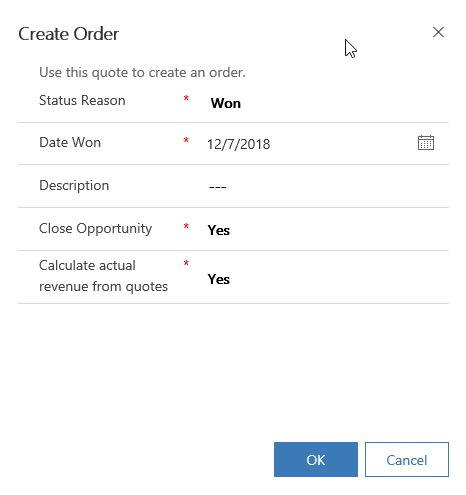 Create Order
Use this quote to create an order.
Status Reason * Won
Date Won * 12/7/2018
Description ---
Close Opportunity * Yes
Calculate actual * 
revenue from quotes Yes
OK Cancel